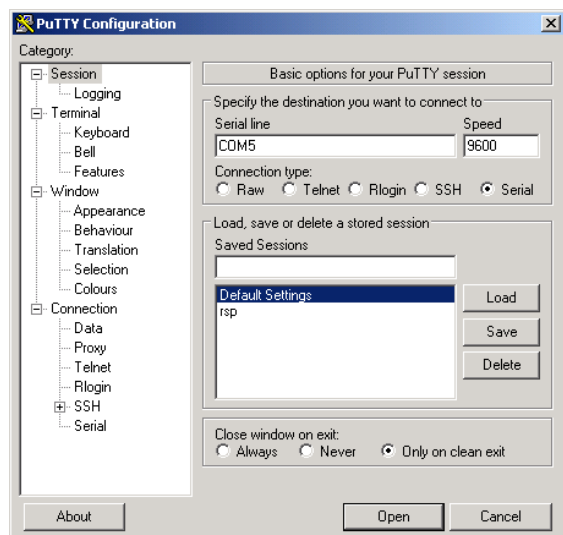 PuTTY Configuration
Category:
Session
Logging
Terminal
Keyboard
Bell
Features
Window
Appearance
Behaviour
Translation
Selection
Colours
Connection
Data
Proxy
Telnet
Rlogin
SSH
Serial
Basic options for your PuTTY session
Specify the destination you want to connect to
Serial line Speed
COM5 9600
Connection type:
Raw Telnet Rlogin SSH Serial
Load, save or delete a stored session
Saved Sessions
Default Settings
rsp
Load
Save
Delete
Close window on exit:
Always Never Only on clean exit
About Open Cancel